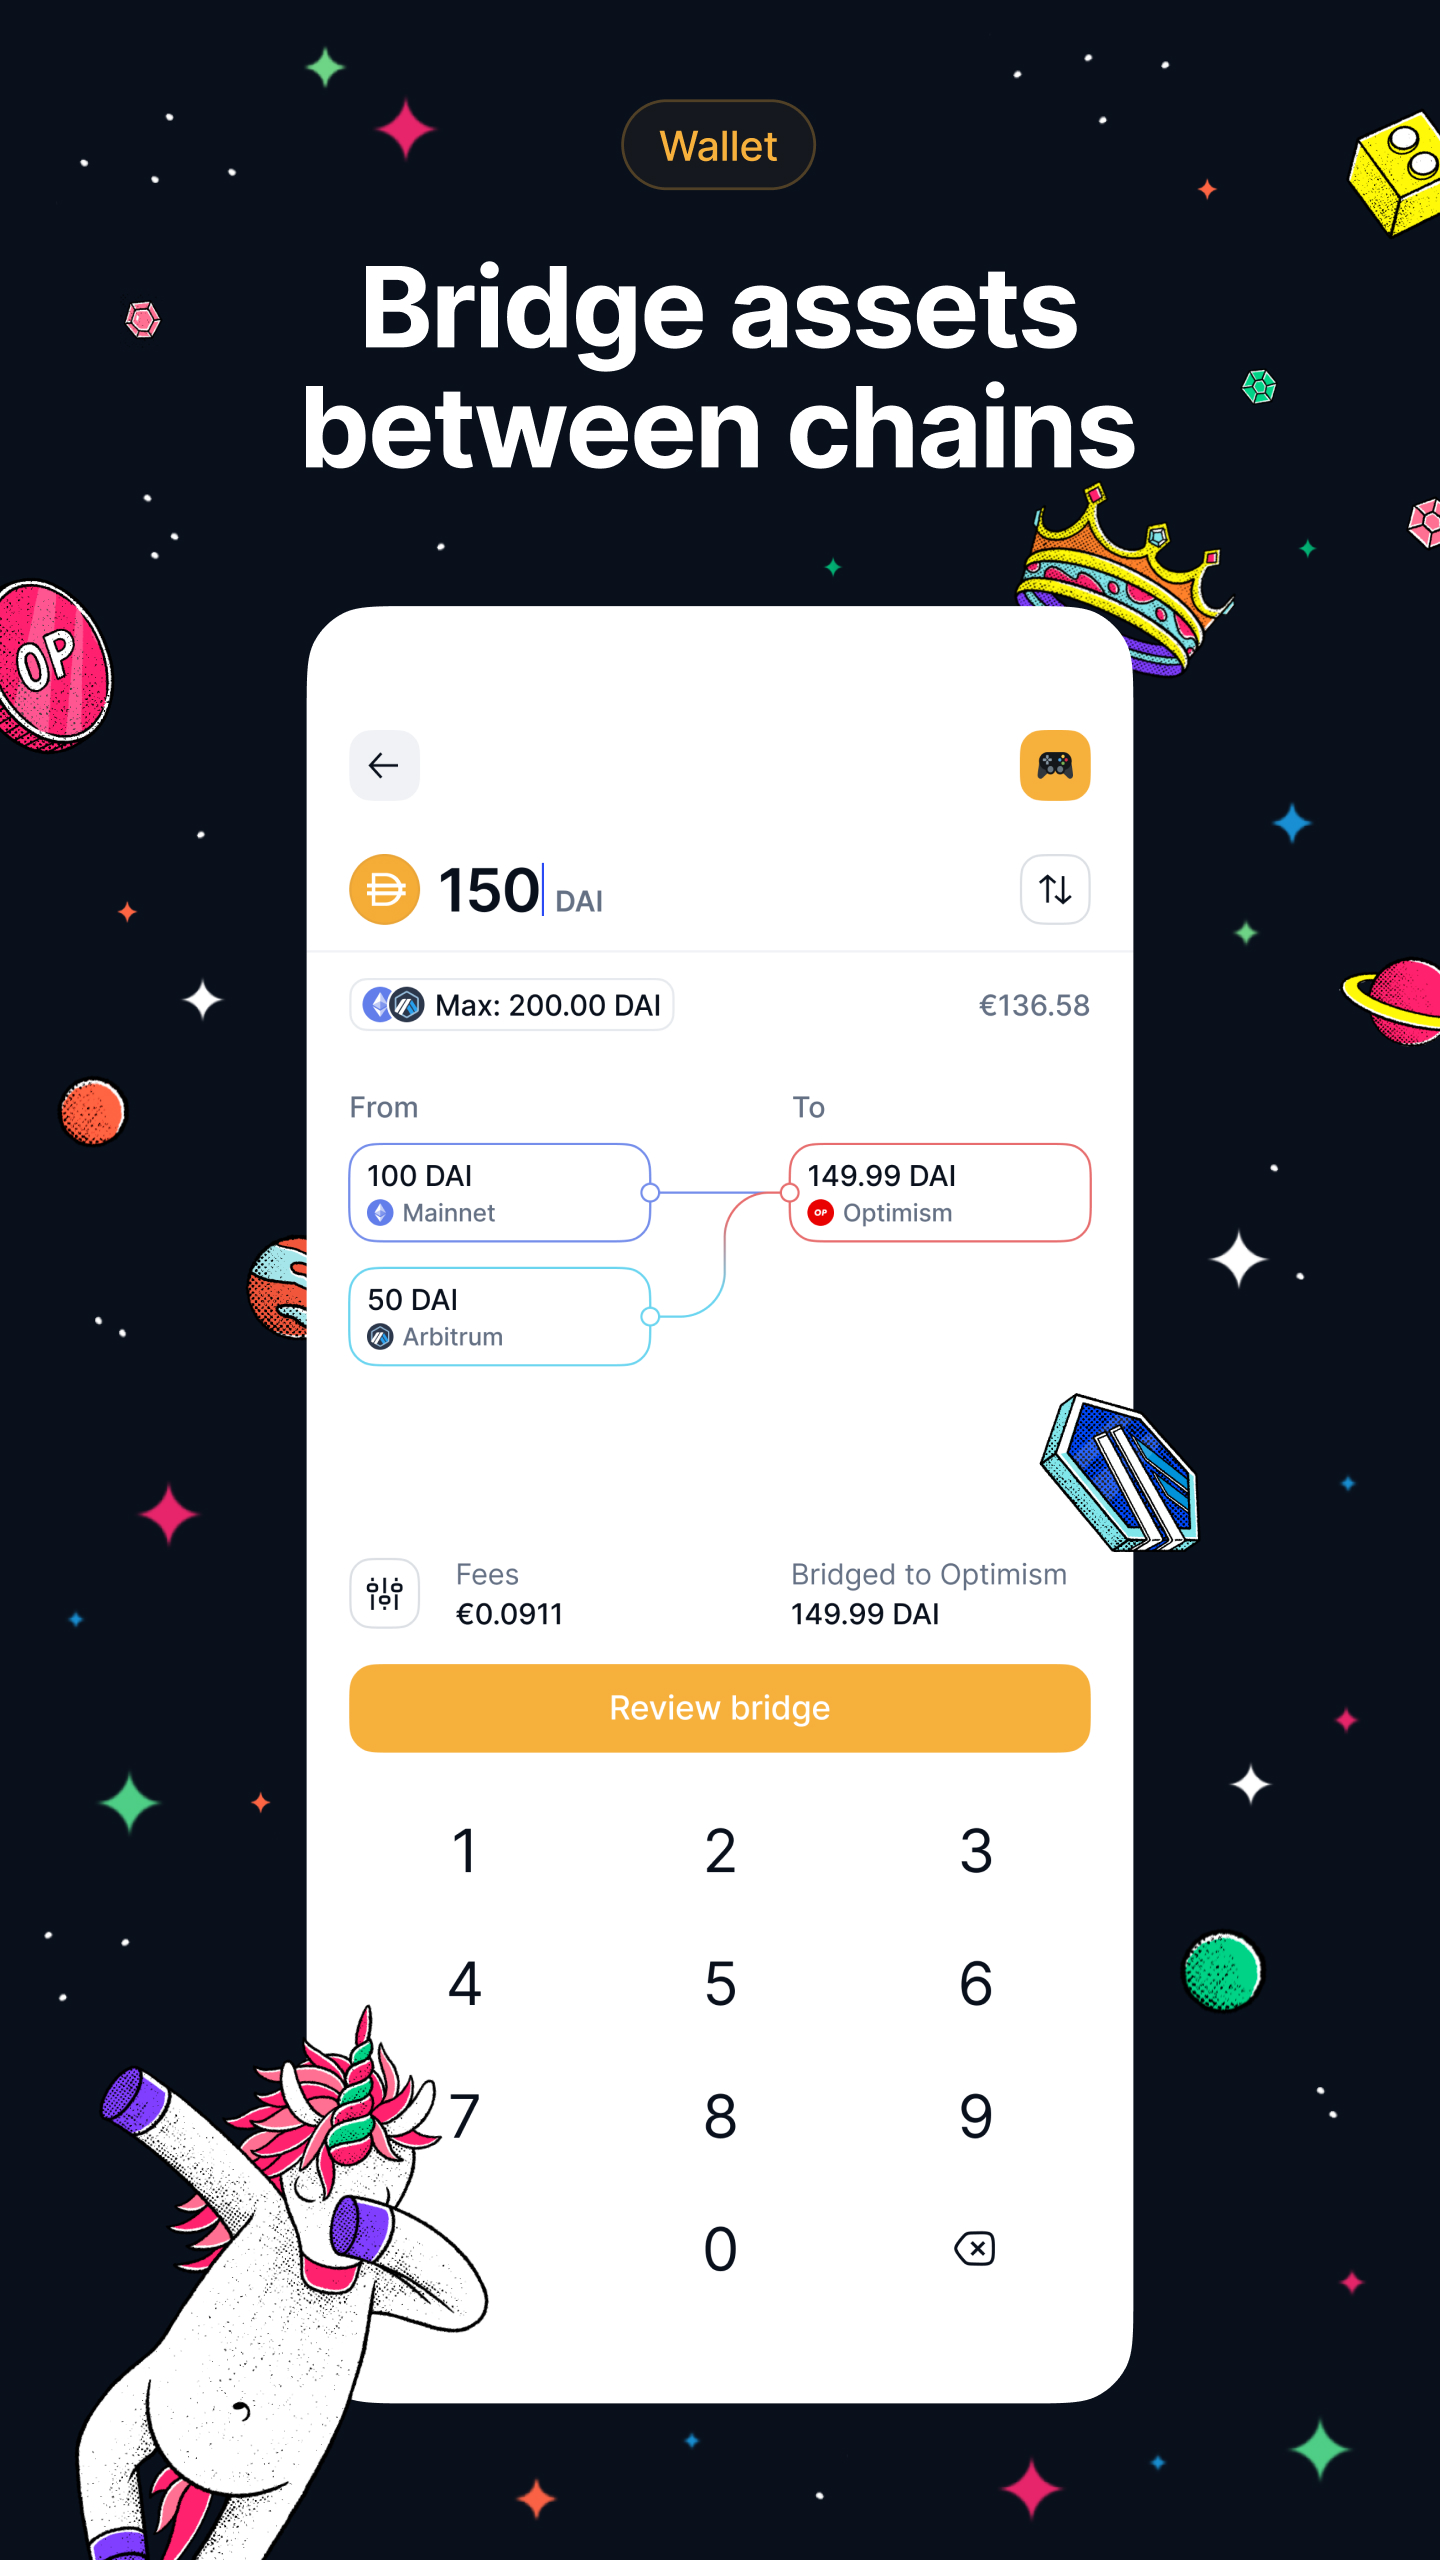 Wallet
Bridge assets
between chains
OP
150 DAI
Max: 200.00 DAI
€136.58
From
To
100 DAI
Mainnet
149.99 DAI
OP Optimism
50 DAI
Arbitrum
Fees
€0.0911
Bridged to Optimism
149.99 DAI
Review bridge
1 2 3
4 5 6
7 8 9
0